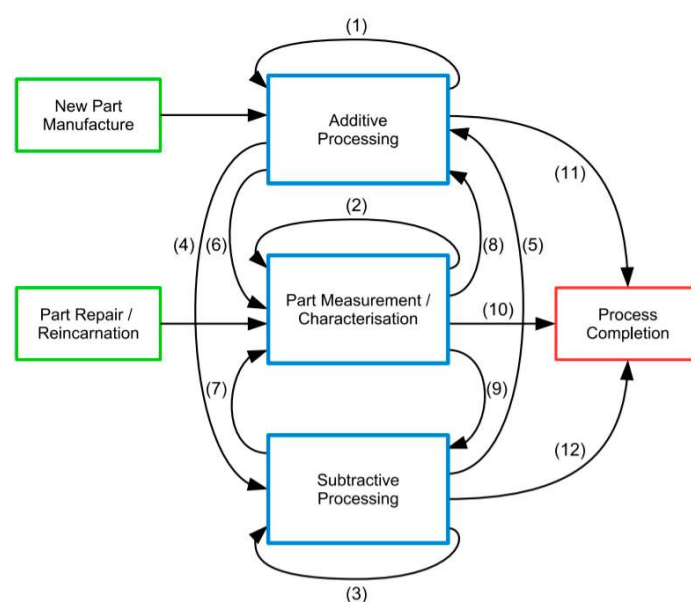 (1)
New Part
Manufacture
Additive
Processing
(11)
(2)
(4)
(6)
(8)
(5)
Part Repair /
Reincarnation
Part Measurement /
Characterisation
(10)
Process
Completion
(7)
(9)
(12)
Subtractive
Processing
(3)